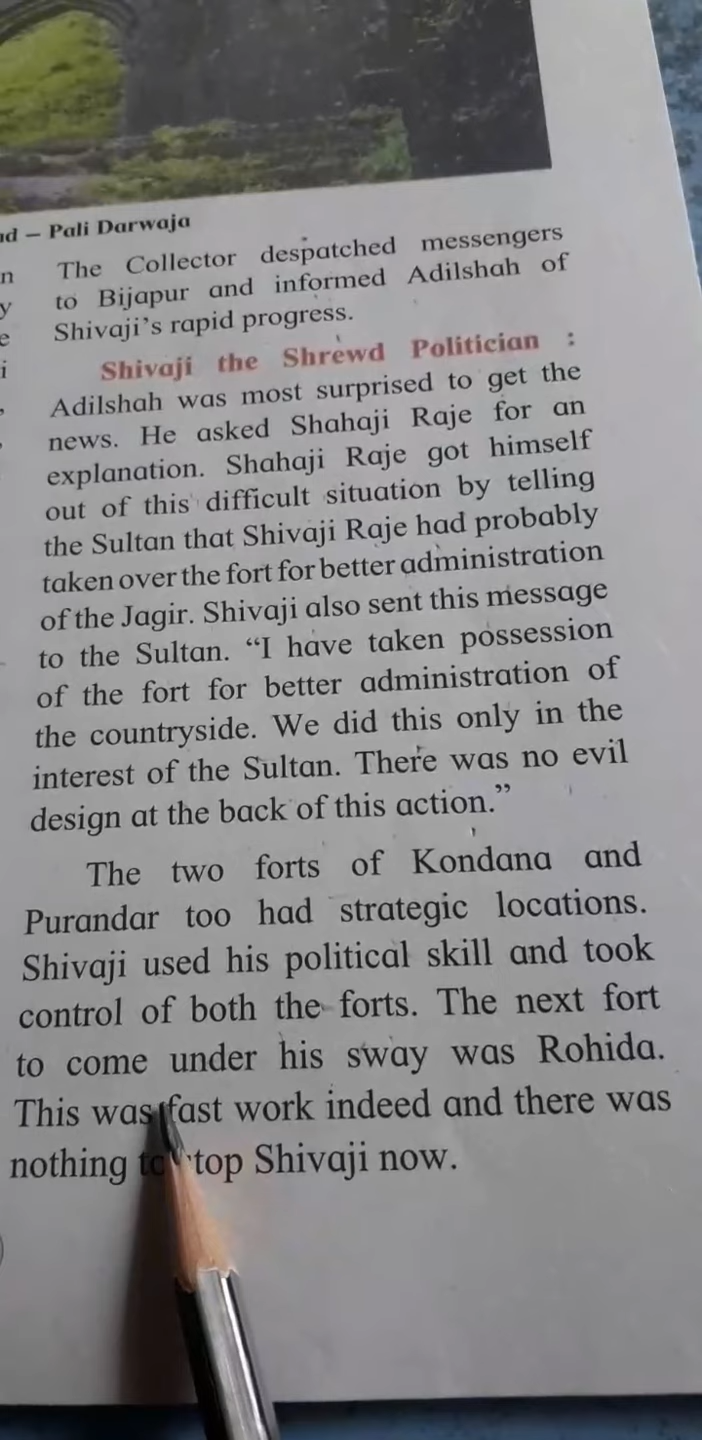 – Pali Darwaja
n
y
e
i
The Collector despatched messengers
to Bijapur and informed Adilshah of
Shivaji's rapid progress.
Shivaji the Shrewd Politician :
Adilshah was most surprised to get the
news. He asked Shahaji Raje for an
explanation. Shahaji Raje got himself
out of this difficult situation by telling
the Sultan that Shivaji Raje had probably
taken over the fort for better administration
of the Jagir. Shivaji also sent this message
to the Sultan. “I have taken possession
of the fort for better administration of
the countryside. We did this only in the
interest of the Sultan. There was no evil
design at the back of this action.”
The two forts of Kondana and
Purandar too had strategic locations.
Shivaji used his political skill and took
control of both the forts. The next fort
to come under his sway was Rohida.
This was fast work indeed and there was
nothing to stop Shivaji now.